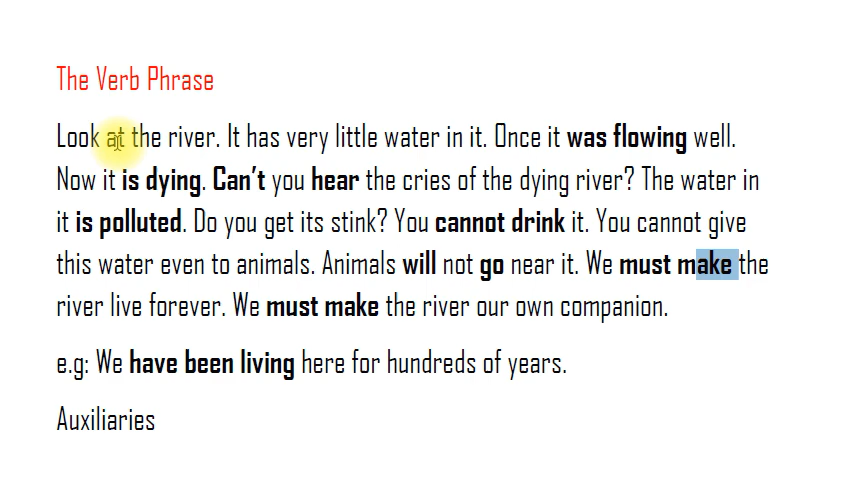 The Verb Phrase
Look at the river. It has very little water in it. Once it was flowing well.
Now it is dying. Can't you hear the cries of the dying river? The water in
it is polluted. Do you get its stink? You cannot drink it. You cannot give
this water even to animals. Animals will not go near it. We must make the
river live forever. We must make the river our own companion.
e.g: We have been living here for hundreds of years.
Auxiliaries